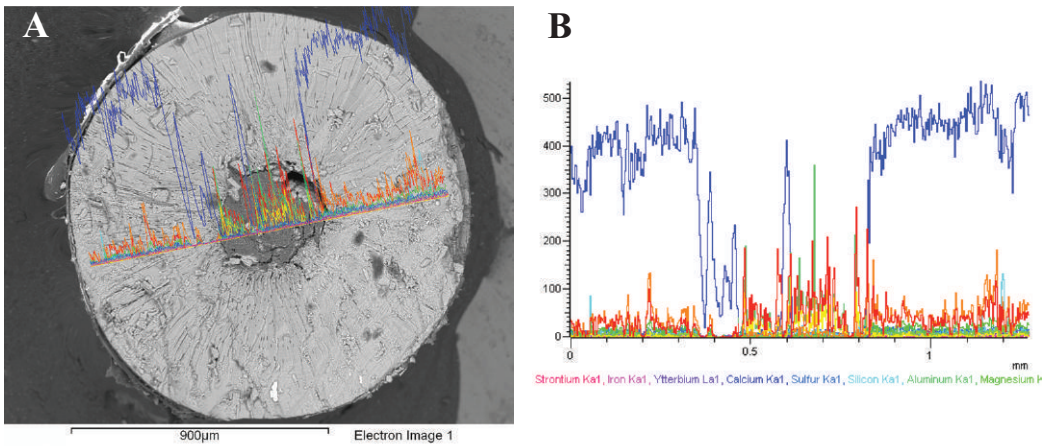 A
B
500
400
300
200
100
0
0
0.5
1
mm
Strontium Ka1, Iron Ka1, Ytterbium La1, Calcium Ka1, Sulfur Ka1, Silicon Ka1, Aluminum Ka1, Magnesium K
900µm
Electron Image 1